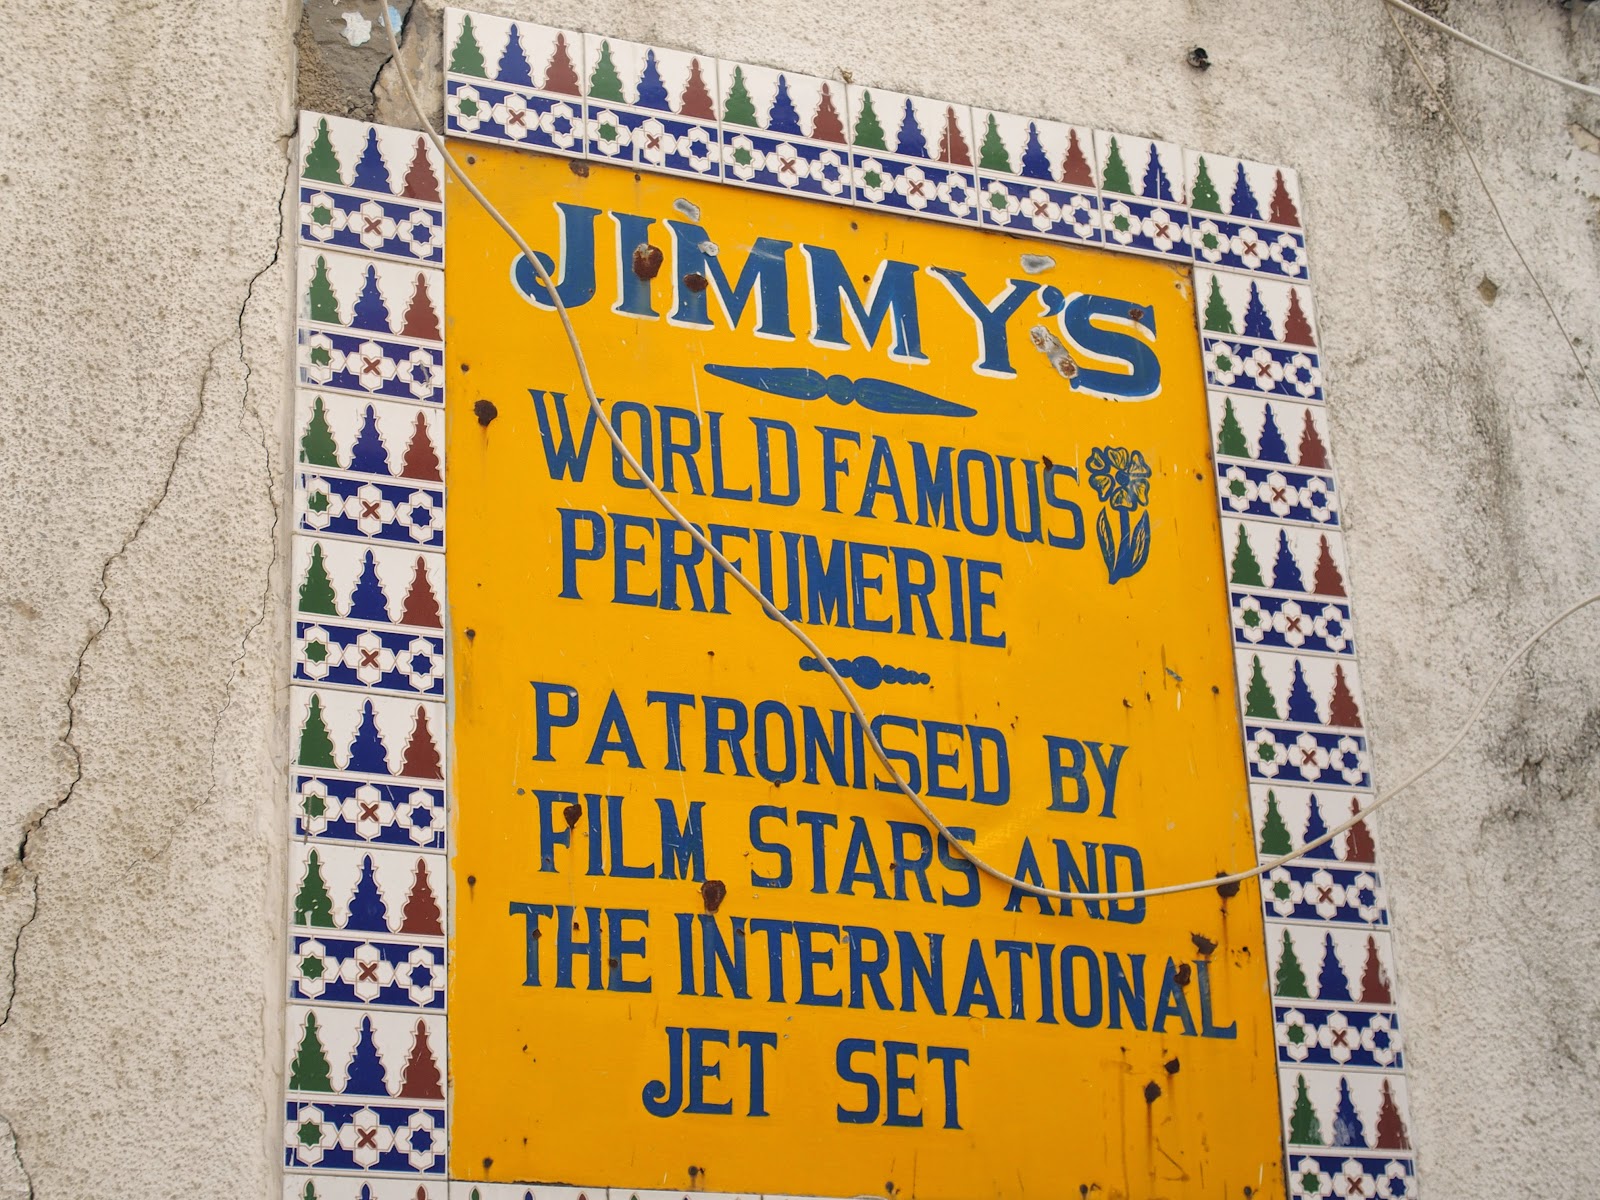 JIMMY'S
WORLD FAMOUS
PERFUMERIE
PATRONISED BY
FILM STARS AND
THE INTERNATIONAL
JET SET